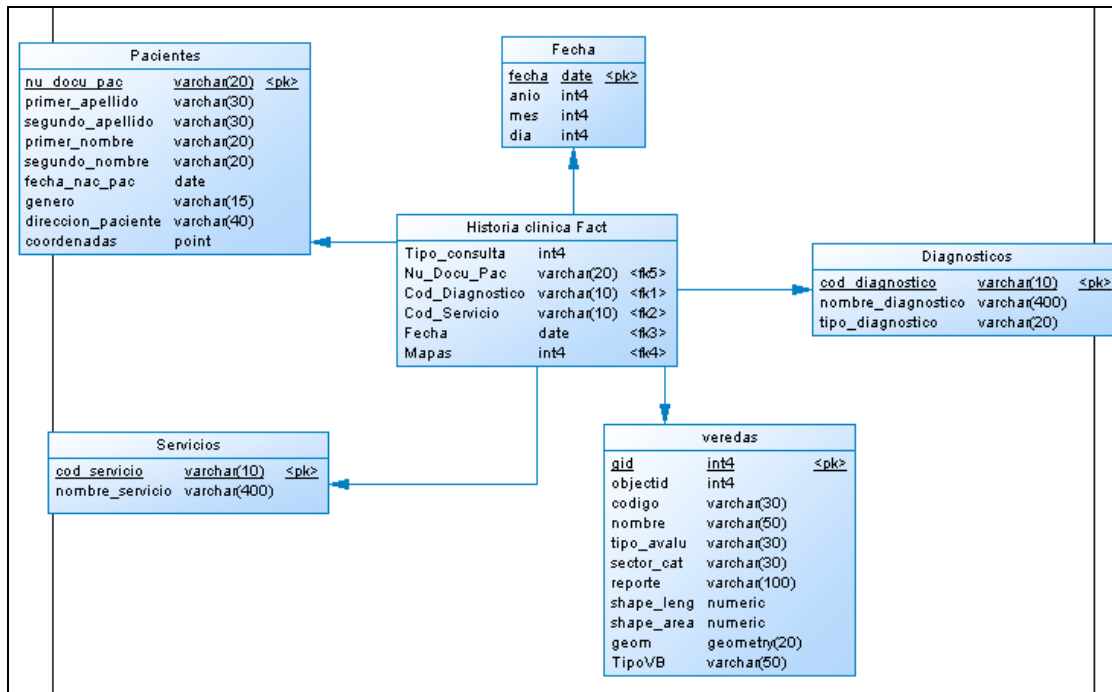 Pacientes
nu_docu_pac varchar(20) <pk>
primer_apellido varchar(30)
segundo_apellido varchar(30)
primer_nombre varchar(20)
segundo_nombre varchar(20)
fecha_nac_pac date
genero varchar(15)
direccion_paciente varchar(40)
coordenadas point
Fecha
fecha date <pk>
anio int4
mes int4
dia int4
Historia clinica Fact
Tipo_consulta int4
Nu_Docu_Pac varchar(20) <fk5>
Cod_Diagnostico varchar(10) <fk1>
Cod_Servicio varchar(10) <fk2>
Fecha date <fk3>
Mapas int4 <fk4>
Diagnosticos
cod_diagnostico varchar(10) <pk>
nombre_diagnostico varchar(400)
tipo_diagnostico varchar(20)
Servicios
cod_servicio varchar(10) <pk>
nombre_servicio varchar(400)
veredas
gid int4 <pk>
objectid int4
codigo varchar(30)
nombre varchar(50)
tipo_avalu varchar(30)
sector_cat varchar(30)
reporte varchar(100)
shape_leng numeric
shape_area numeric
geom geometry(20)
TipoVB varchar(50)